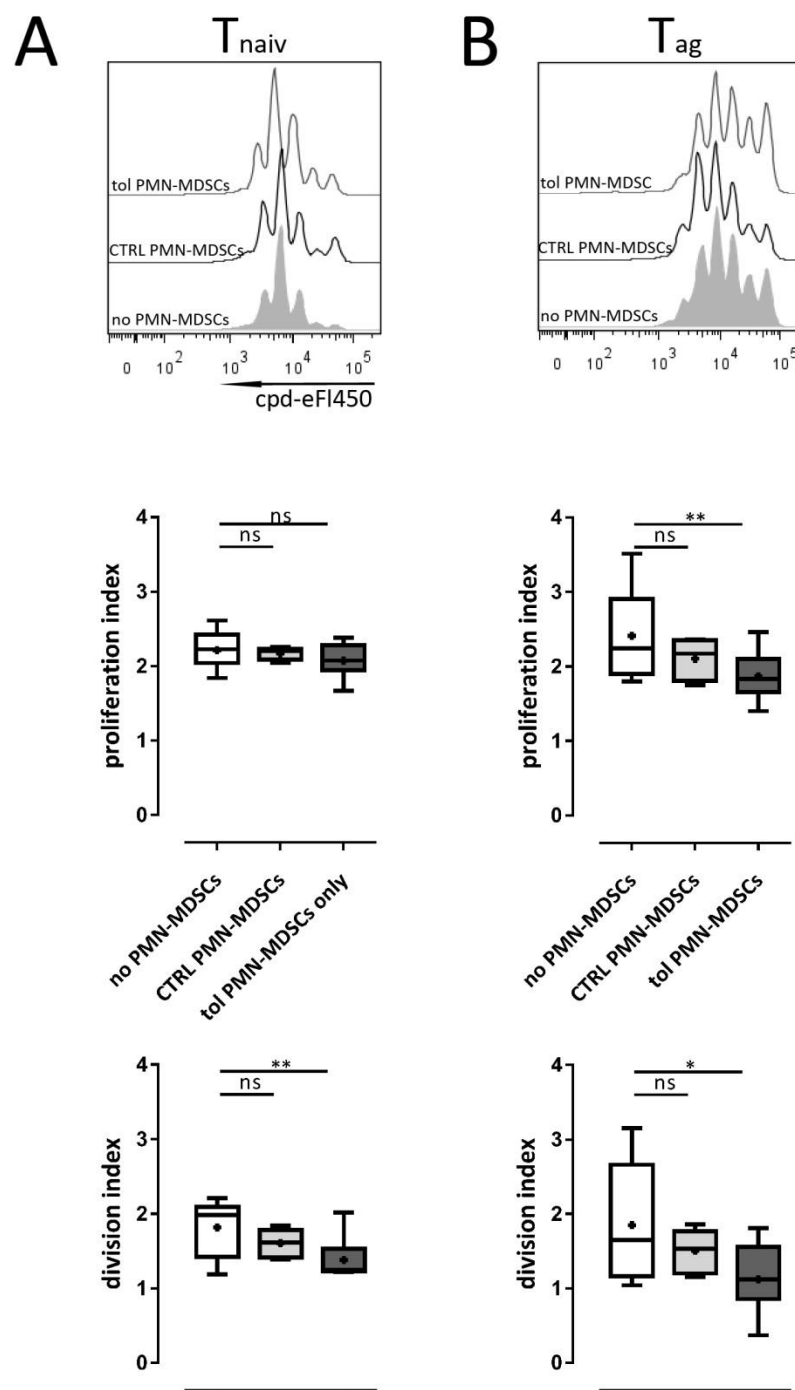 A
T naiv
tol PMN-MDSCs
CTRL PMN-MDSCs
no PMN-MDSCs
0 10² 10³ 10⁴ 10⁵
cpd-eFl450
B
T ag
tol PMN-MDSC
CTRL PMN-MDSCs
no PMN-MDSCs
0 10² 10³ 10⁴ 10⁵
proliferation index
4
3
2
1
0
ns
ns
no PMN-MDSCs
CTRL PMN-MDSCs
tol PMN-MDSCs only
proliferation index
4
3
2
1
0
**
ns
no PMN-MDSCs
CTRL PMN-MDSCs
tol PMN-MDSCs
division index
4
3
2
1
0
**
ns
division index
4
3
2
1
0
*
ns